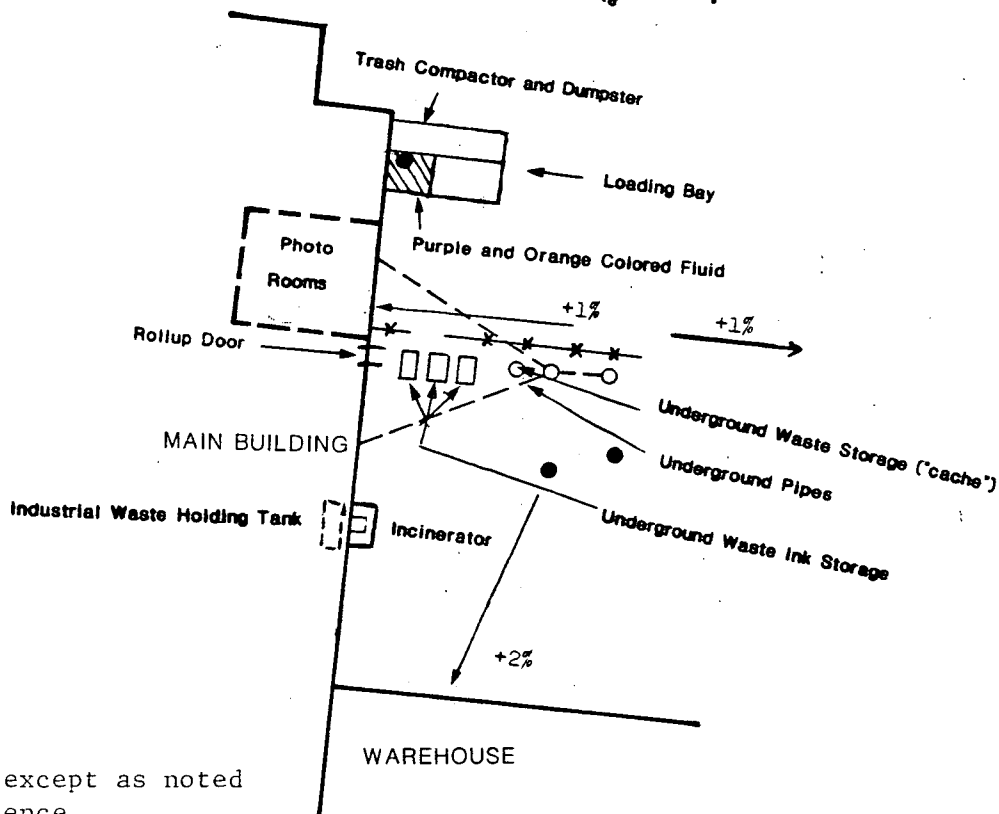 Trash Compactor and Dumpster
Loading Bay
Photo
Rooms
Purple and Orange Colored Fluid
+1%
+1%
Rollup Door
Underground Waste Storage ("cache")
MAIN BUILDING
Underground Pipes
Industrial Waste Holding Tank
Incinerator
Underground Waste Ink Storage
+2%
WAREHOUSE
except as noted